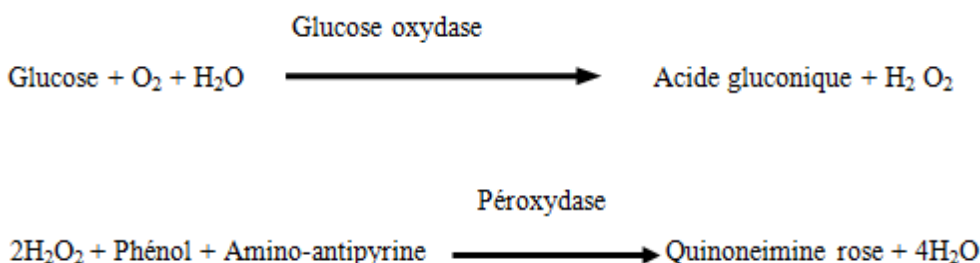 Glucose oxydase
Glucose + O₂ + H₂O Acide gluconique + H₂ O₂
Péroxydase
2H₂O₂ + Phénol + Amino-antipyrine Quinoneimine rose + 4H₂O